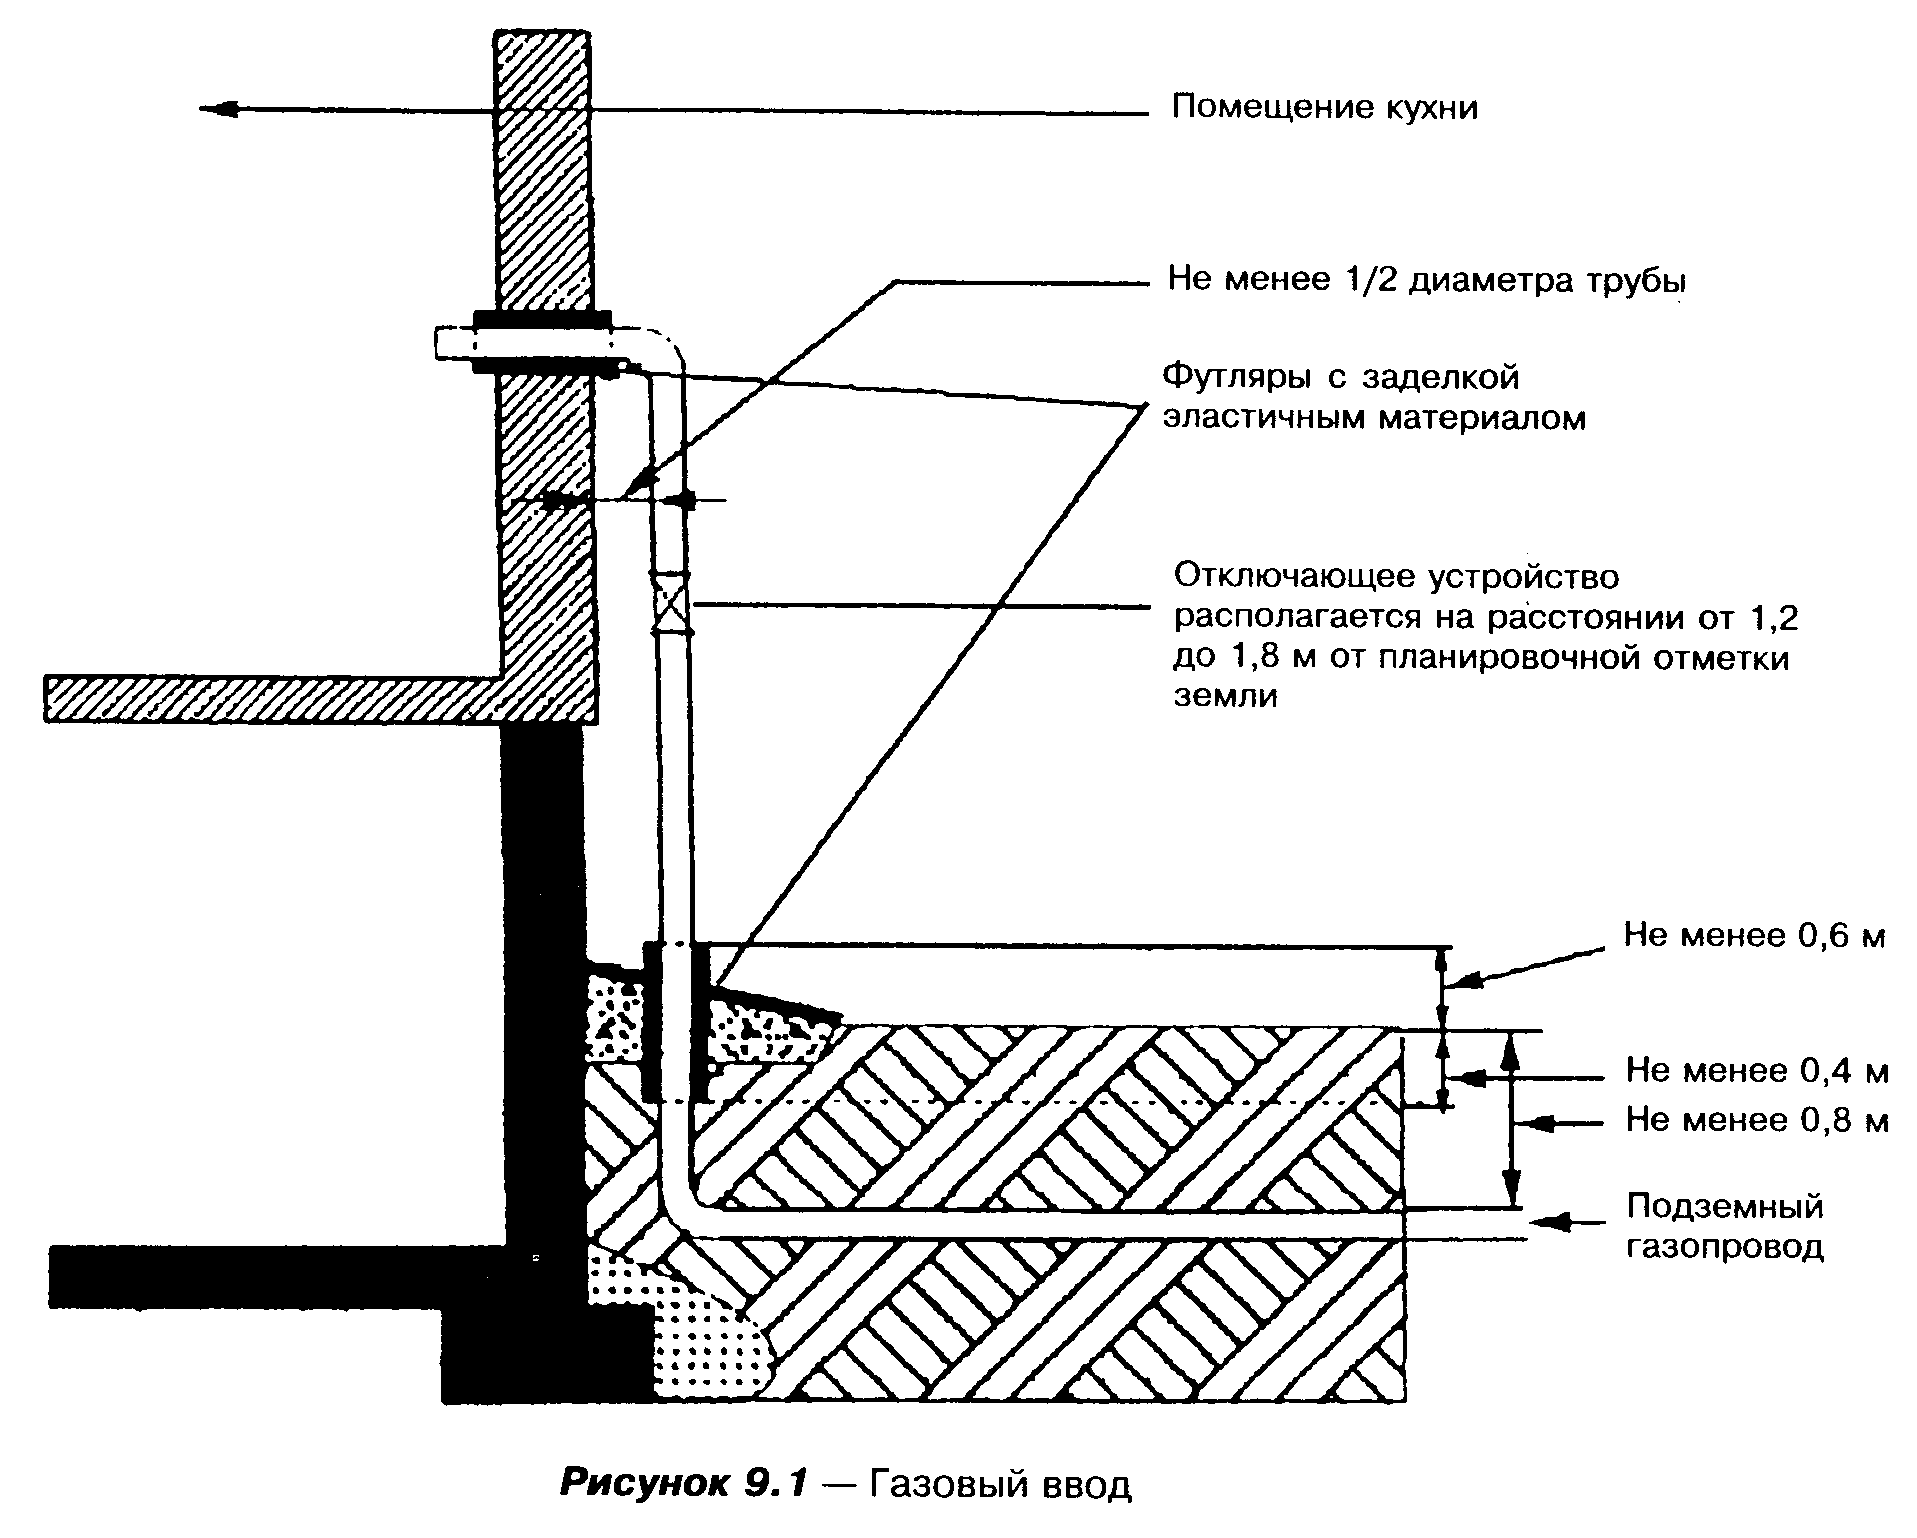 Помещение кухни
Не менее 1/2 диаметра трубы
Футляры с заделкой
эластичным материалом
Отключающее устройство
располагается на расстоянии от 1,2
до 1,8 м от планировочной отметки
земли
Не менее 0,6 м
Не менее 0,4 м
Не менее 0,8 м
Подземный
газопровод
Рисунок 9.1 — Газовый ввод